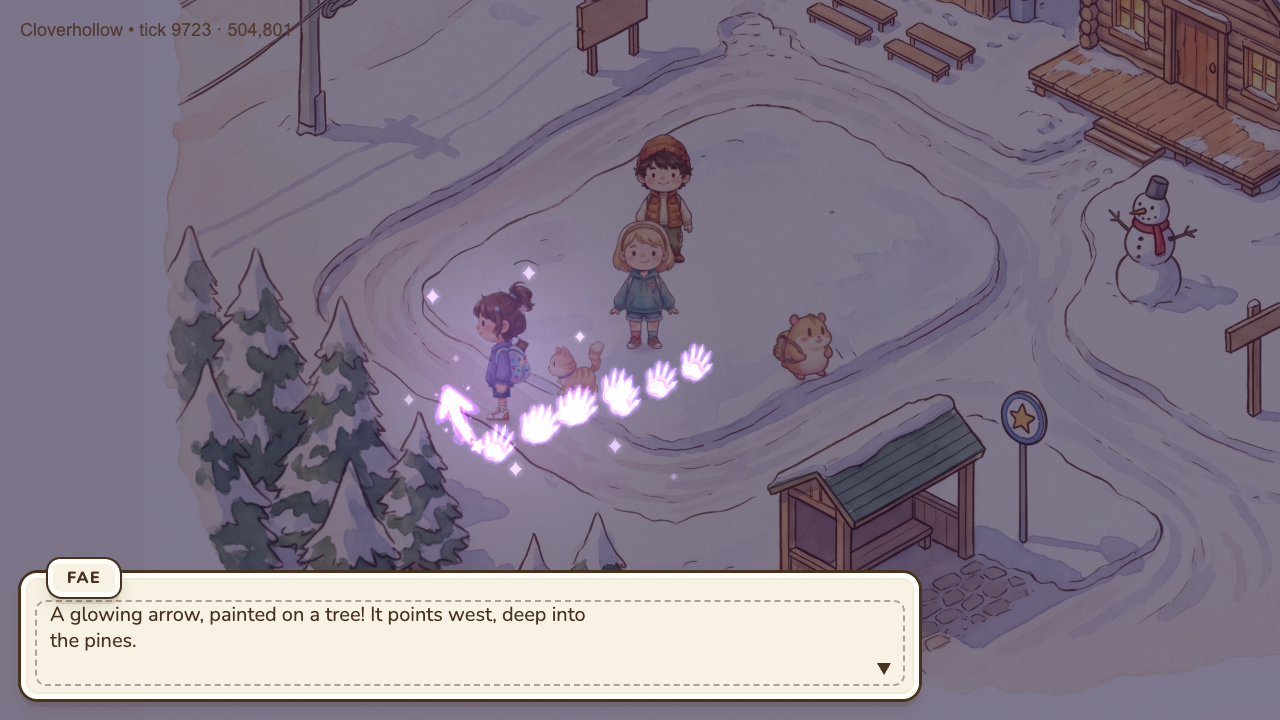 Cloverhollow • tick 9723 · 504,801
FAE
A glowing arrow, painted on a tree! It points west, deep into
the pines.